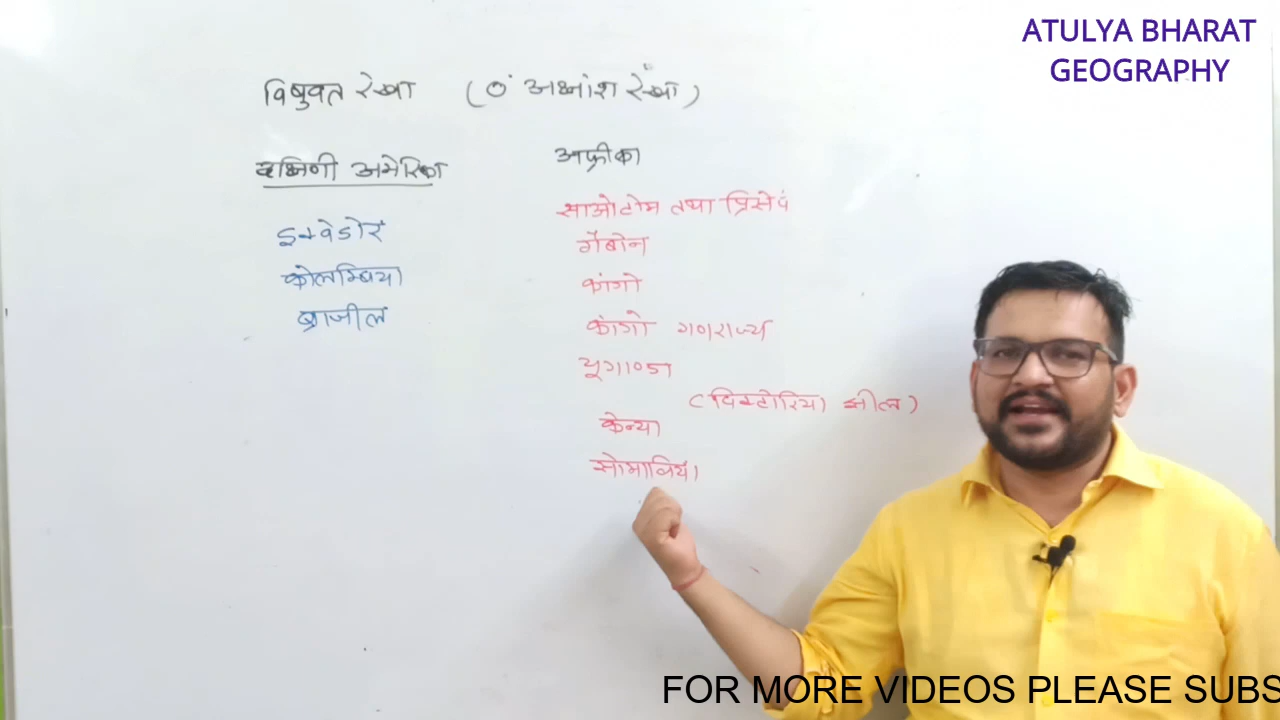 ATULYA BHARAT
GEOGRAPHY
विषुवत रेखा (0° अक्षांश रेखा)
दक्षिणी अमेरिका
इक्वेडोर
कोलम्बिया
ब्राजील
अफ्रीका
साओटोम तथा प्रिंसेप
गैबोन
कांगो
कांगो गणराज्य
यूगाण्डा
(विक्टोरिया झील)
केन्या
सोमालिया
FOR MORE VIDEOS PLEASE SUBS